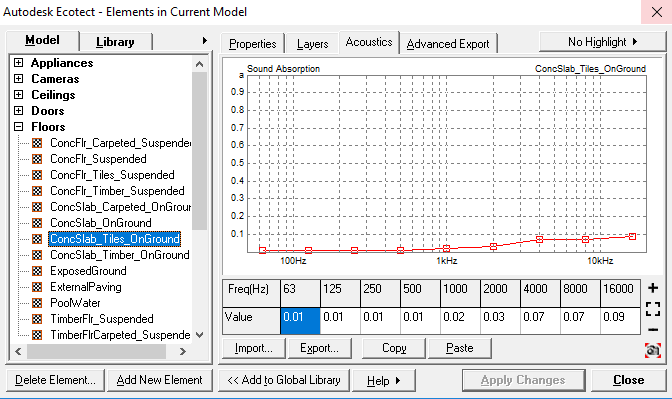 Autodesk Ecotect - Elements in Current Model
Model
Library
Appliances
Cameras
Ceilings
Doors
Floors
ConcFlr_Carpeted_Suspende
ConcFlr_Suspended
ConcFlr_Tiles_Suspended
ConcFlr_Timber_Suspended
ConcSlab_Carpeted_OnGroun
ConcSlab_OnGround
ConcSlab_Tiles_OnGround
ConcSlab_Timber_OnGround
ExposedGround
ExternalPaving
PoolWater
TimberFlr_Suspended
TimberFlrCarpeted_Suspende
Properties
Layers
Acoustics
Advanced Export
No Highlight
Sound Absorption
ConcSlab_Tiles_OnGround
a
0.9
0.8
0.7
0.6
0.5
0.4
0.3
0.2
0.1
100Hz 1kHz 10kHz
Freq(Hz) 63 125 250 500 1000 2000 4000 8000 16000
Value 0.01 0.01 0.01 0.01 0.02 0.03 0.07 0.07 0.09
Import... Export... Copy Paste
Delete Element... Add New Element << Add to Global Library Help Apply Changes Close